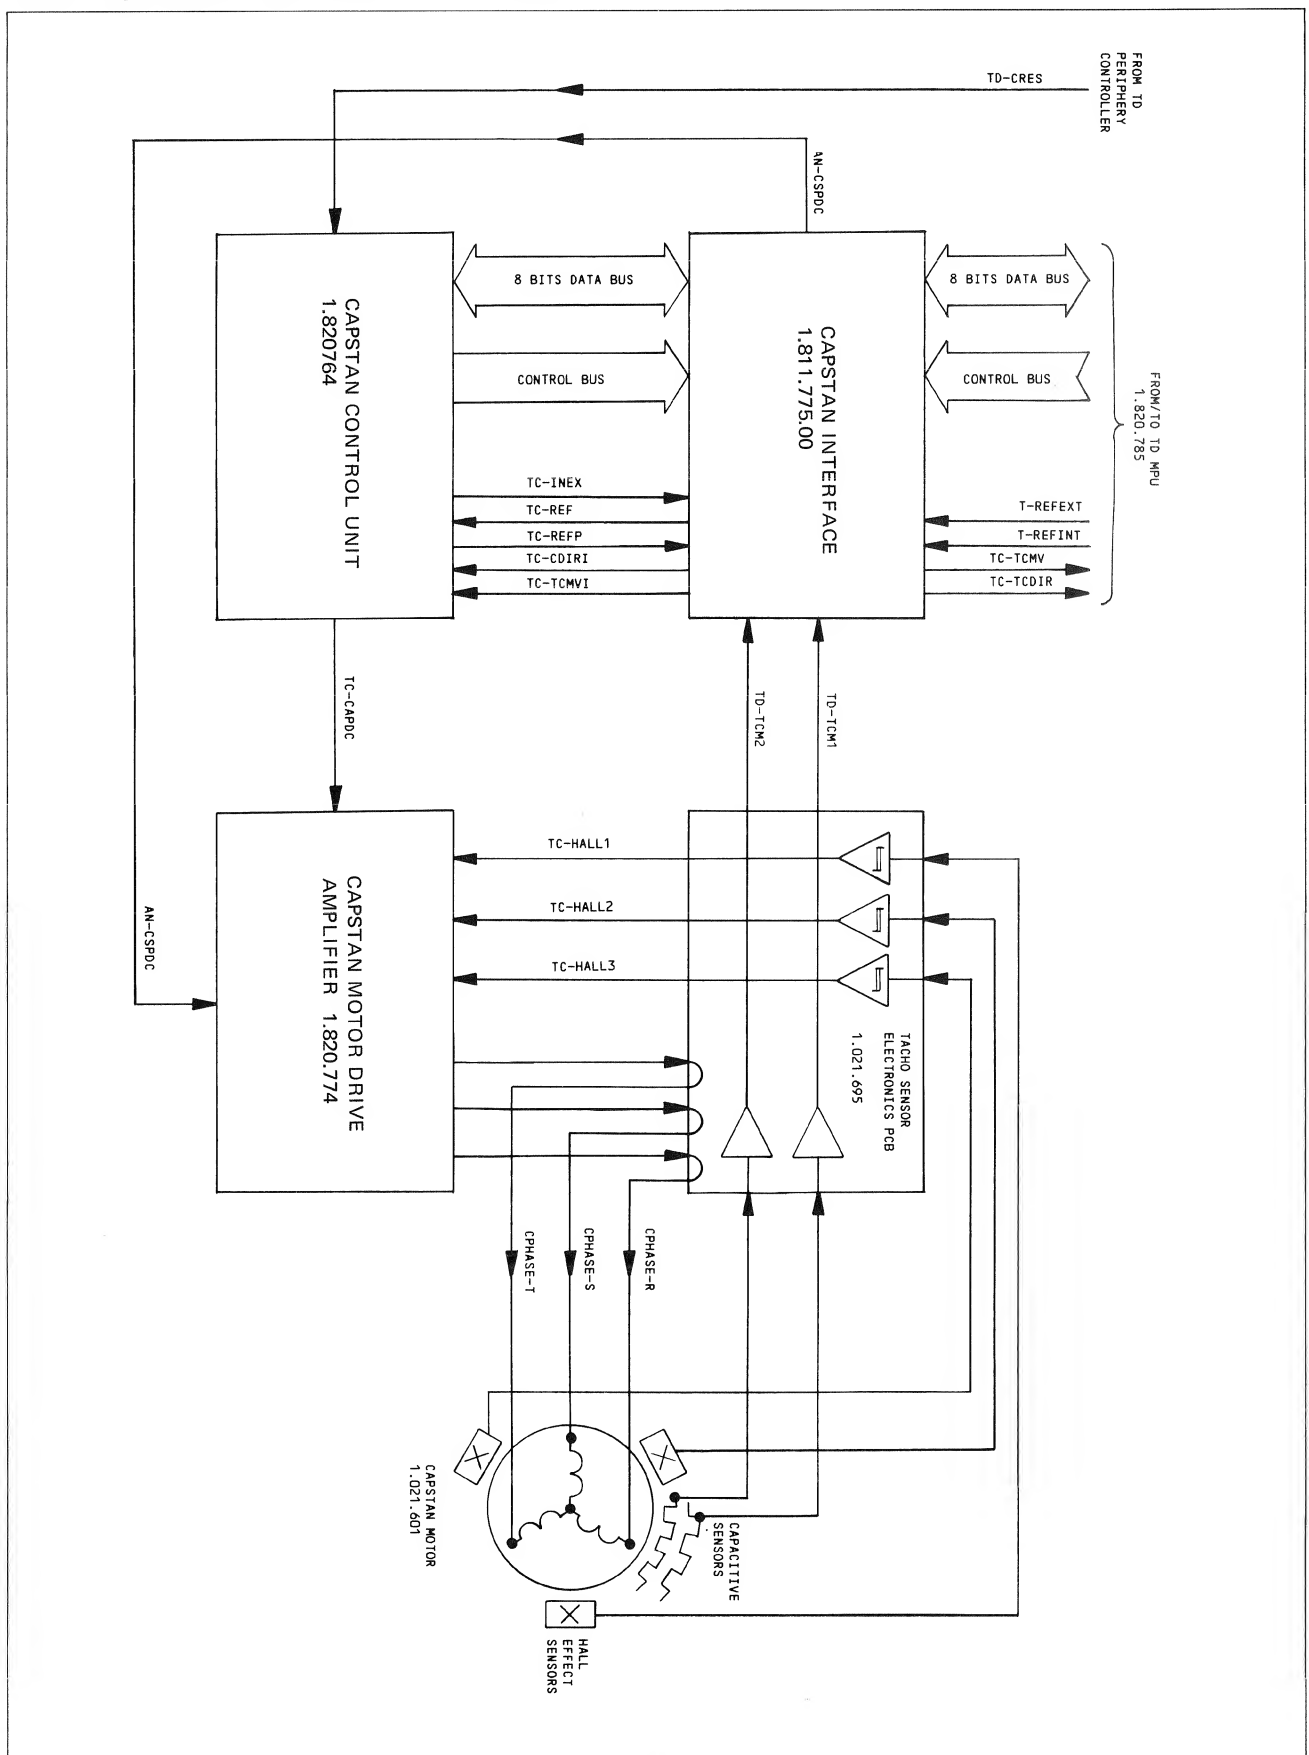 FROM TD
PERIPHERY
CONTROLLER
TD-CRES
AN-CSPDC
8 BITS DATA BUS
8 BITS DATA BUS
CONTROL BUS
CONTROL BUS
FROM/TO TD MPU
1.820.785
CAPSTAN CONTROL UNIT
1.820764
CAPSTAN INTERFACE
1.811.775.00
TC-INEX
TC-REF
TC-REFP
TC-CDIRI
TC-TCMVI
T-REFEXT
T-REFINT
TC-TCMV
TC-TCDIR
TC-CAPDC
TD-TCM2
TD-TCM1
TC-HALL1
TC-HALL2
TC-HALL3
AN-CSPDC
CAPSTAN MOTOR DRIVE
AMPLIFIER 1.820.774
TACHO SENSOR
ELECTRONICS PCB
1.021.695
CPHASE-T
CPHASE-S
CPHASE-R
CAPSTAN MOTOR
1.021.601
CAPACITIVE
SENSORS
HALL
EFFECT
SENSORS